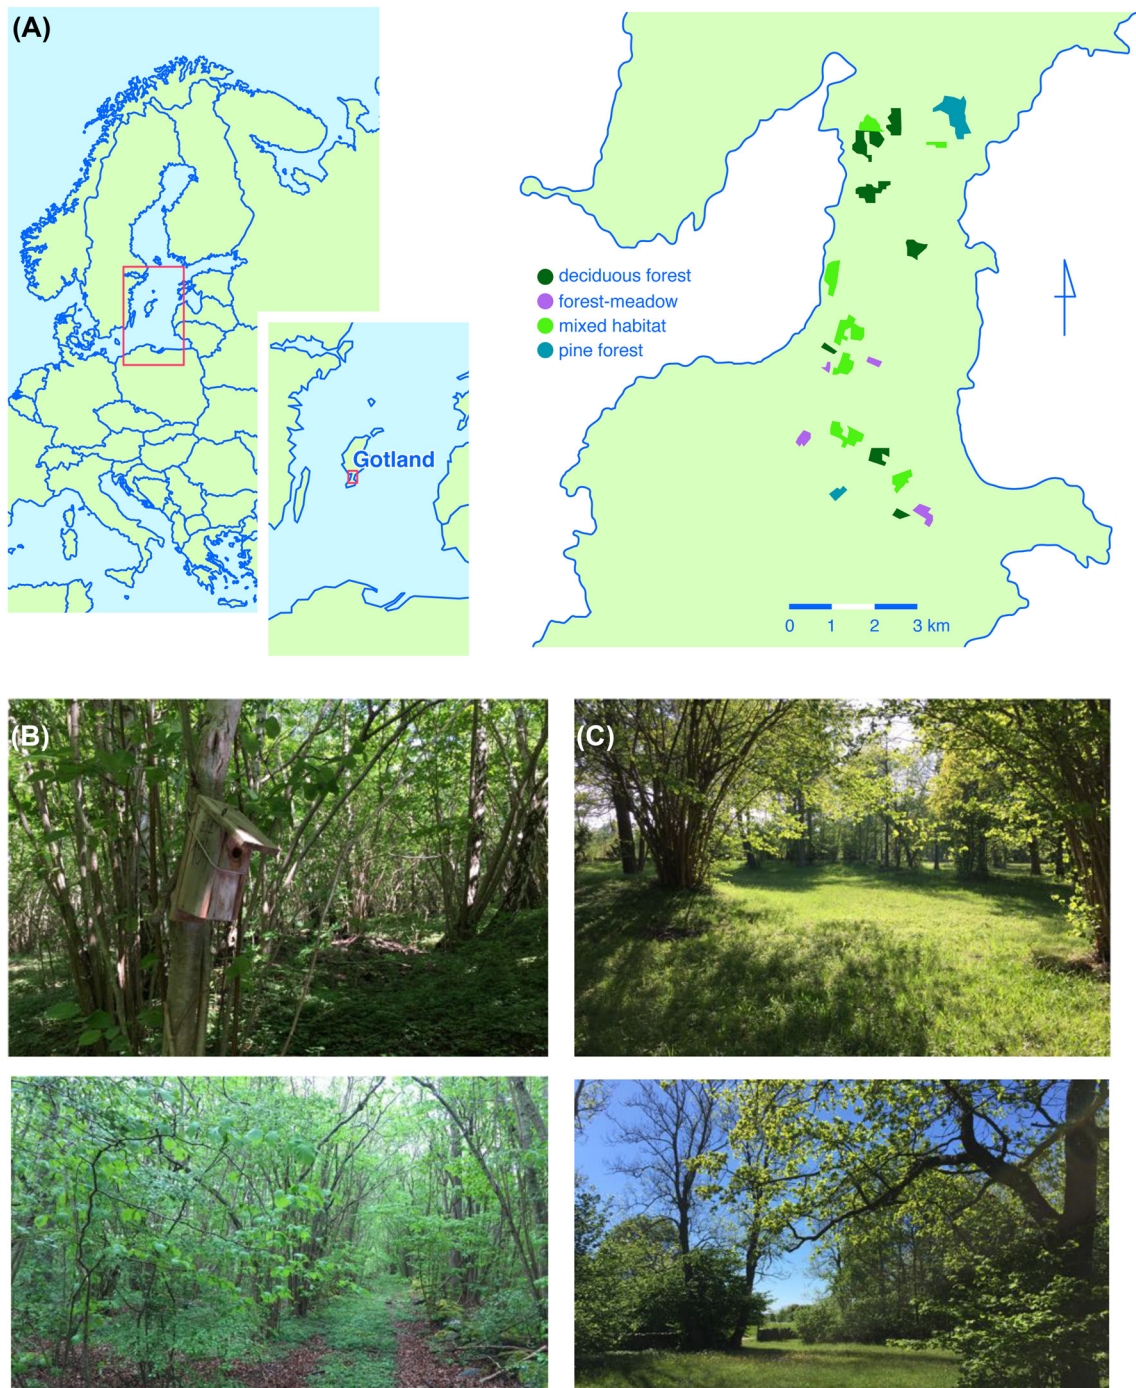 (A)
Gotland
deciduous forest
forest-meadow
mixed habitat
pine forest
0 1 2 3 km
(B)
(C)